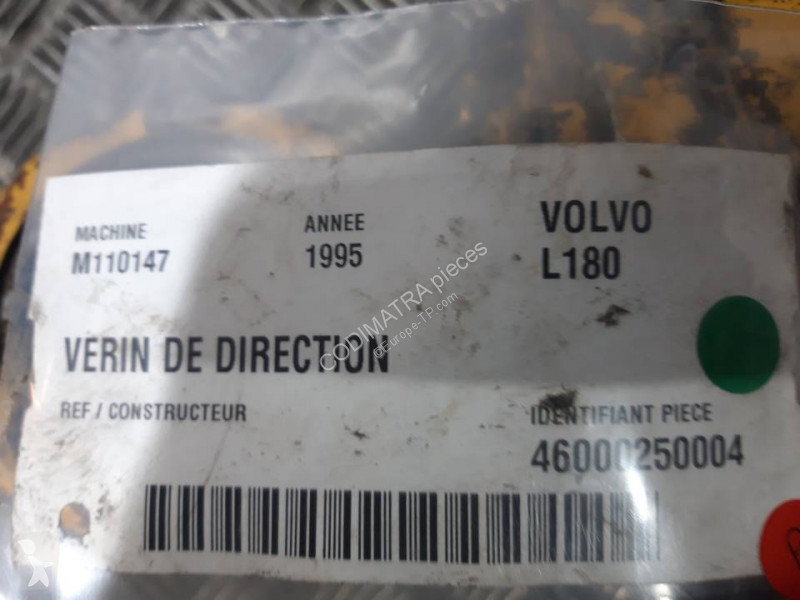 MACHINE
M110147
ANNEE
1995
VOLVO
L180
VERIN DE DIRECTION
CODIMATRA pieces
©Europe-TP.com
REF / CONSTRUCTEUR
IDENTIFIANT PIECE
46000250004